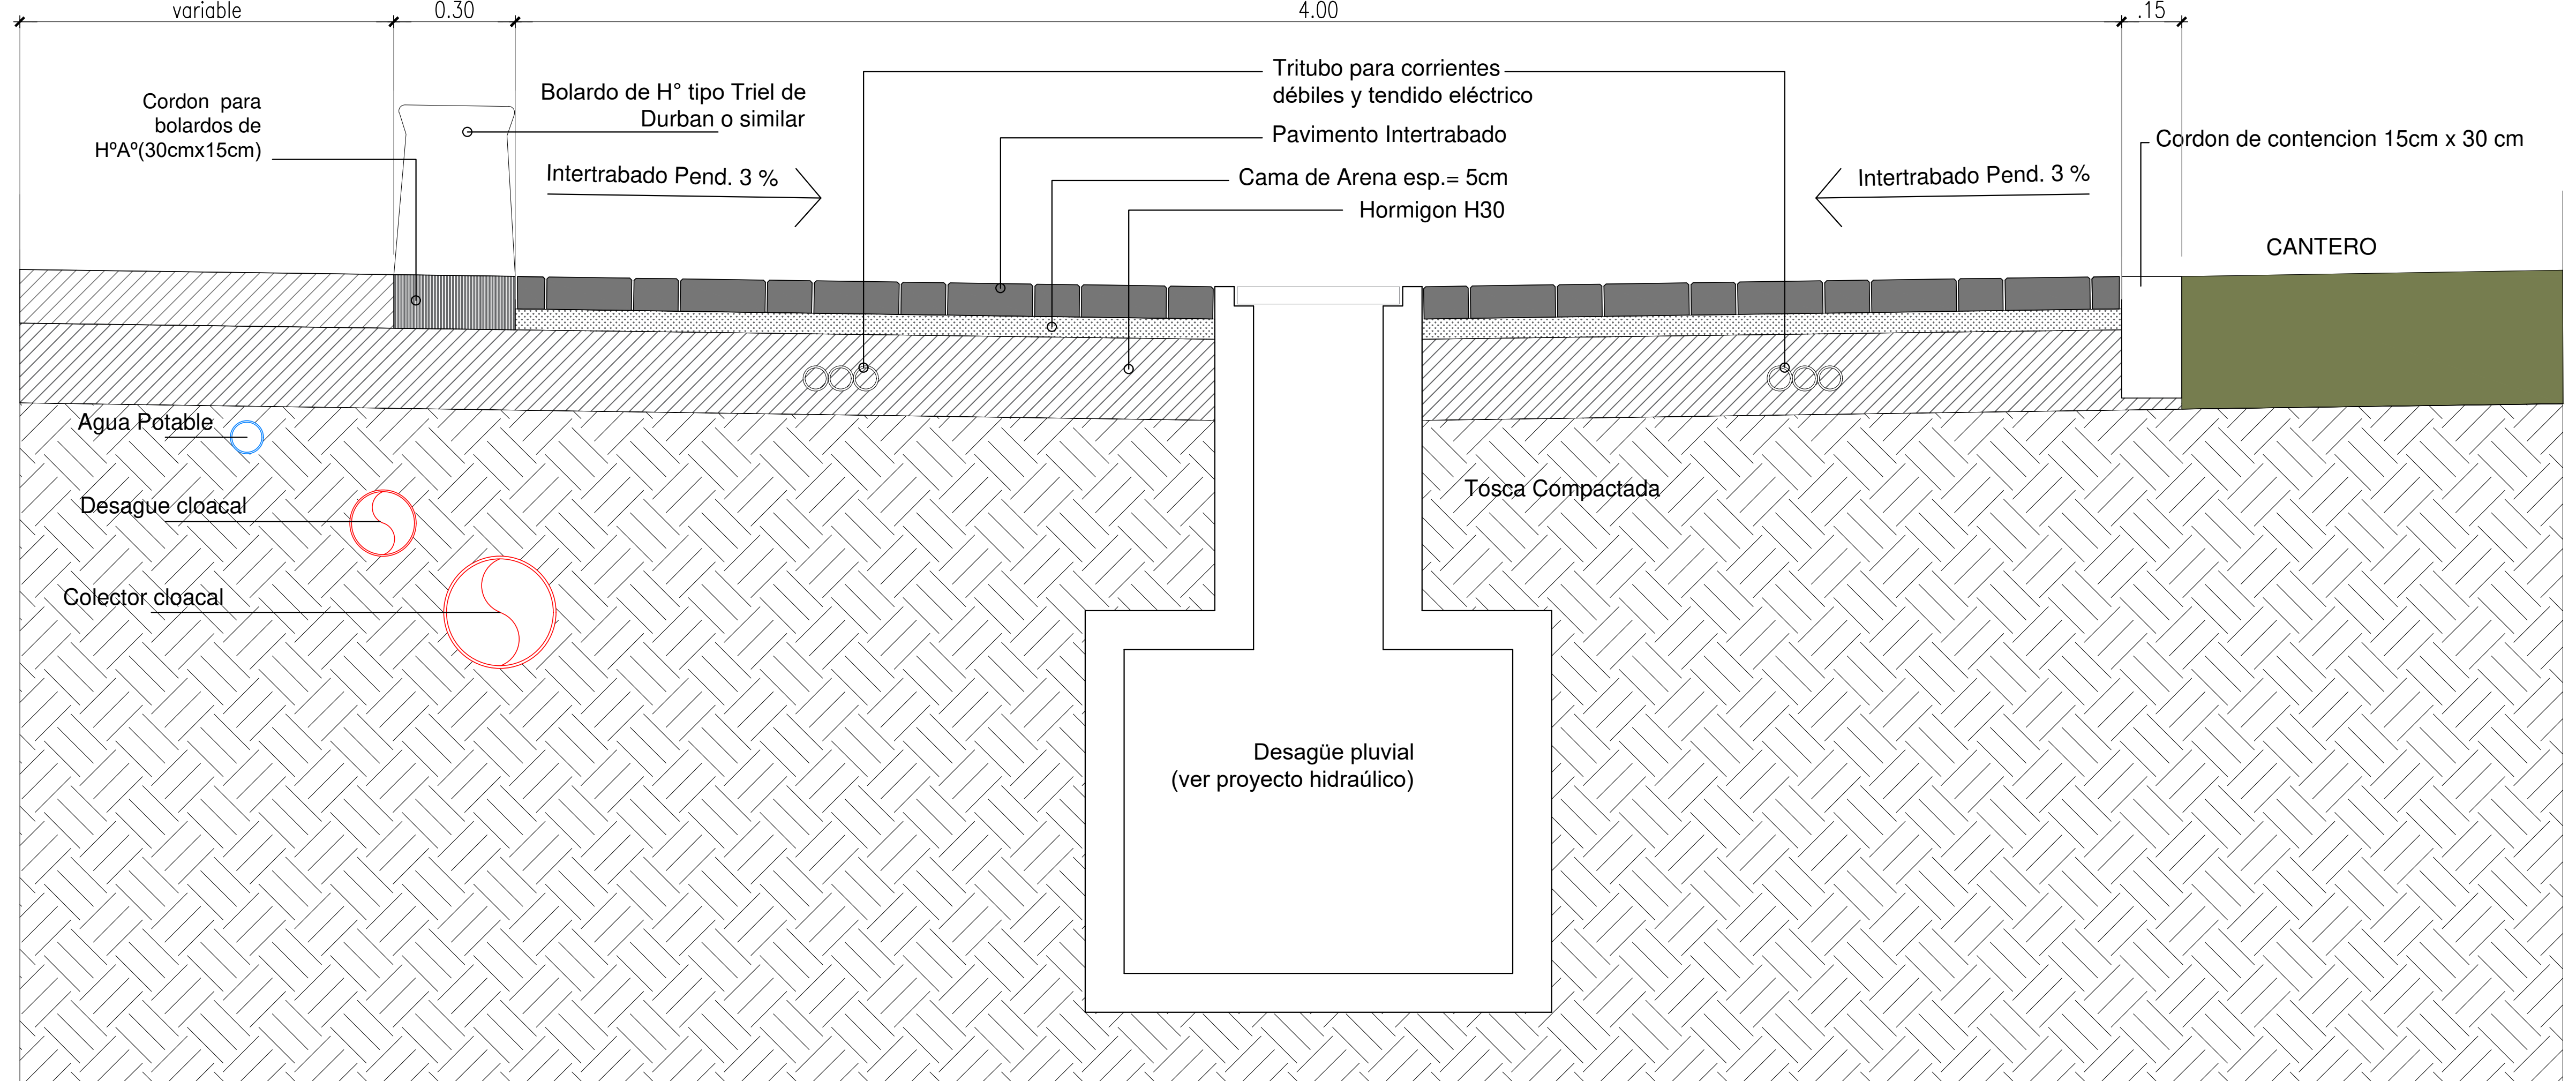 variable
0.30
4.00
.15
Cordon para
bolardos de
HºAº(30cmx15cm)
Bolardo de H° tipo Triel de
Durban o similar
Intertrabado Pend. 3 %
Tritubo para corrientes
débiles y tendido eléctrico
Pavimento Intertrabado
Cama de Arena esp.= 5cm
Hormigon H30
Intertrabado Pend. 3 %
Cordon de contencion 15cm x 30 cm
CANTERO
Agua Potable
Desague cloacal
Colector cloacal
Tosca Compactada
Desagüe pluvial
(ver proyecto hidraúlico)